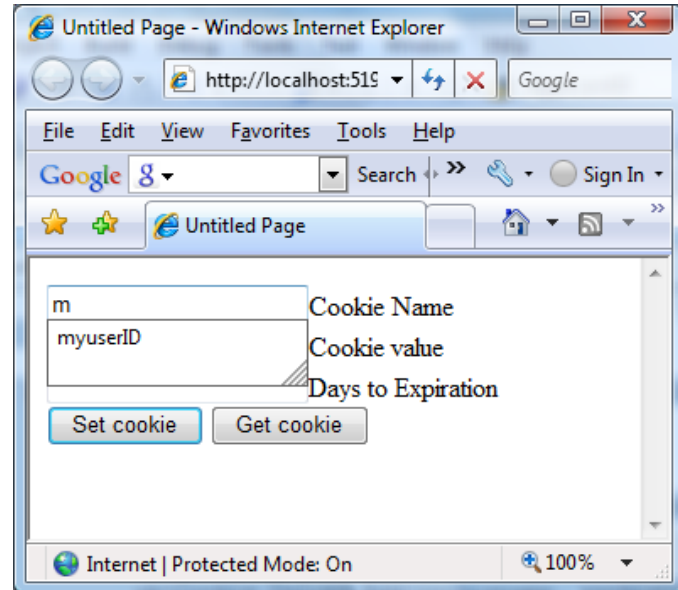 Untitled Page - Windows Internet Explorer
http://localhost:519
Google
File Edit View Favorites Tools Help
Google g Search » Sign In
Untitled Page »
m Cookie Name
myuserID
Cookie value
Days to Expiration
Set cookie Get cookie
Internet | Protected Mode: On 100%